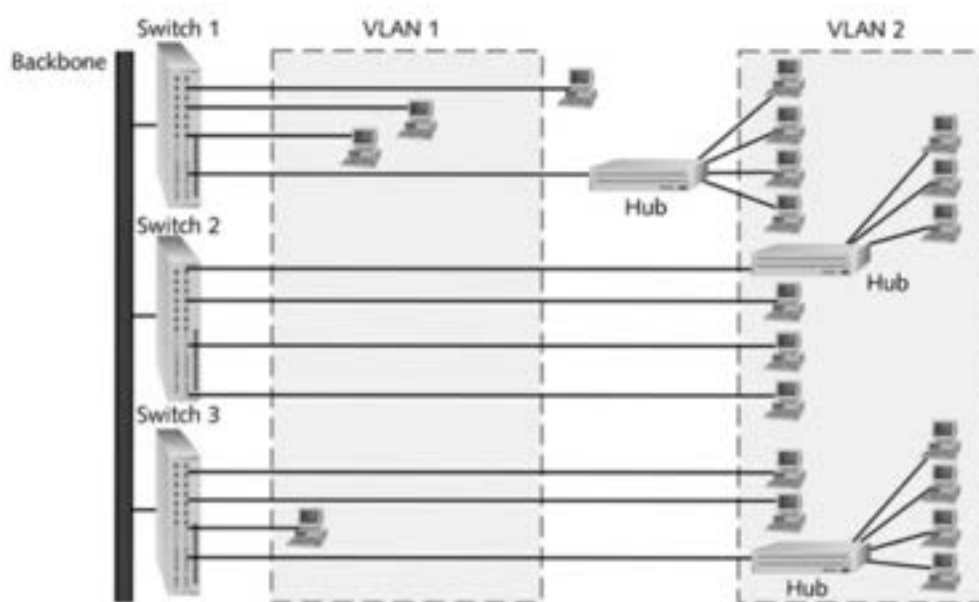 Switch 1
VLAN 1
VLAN 2
Backbone
Hub
Switch 2
Hub
Switch 3
Hub